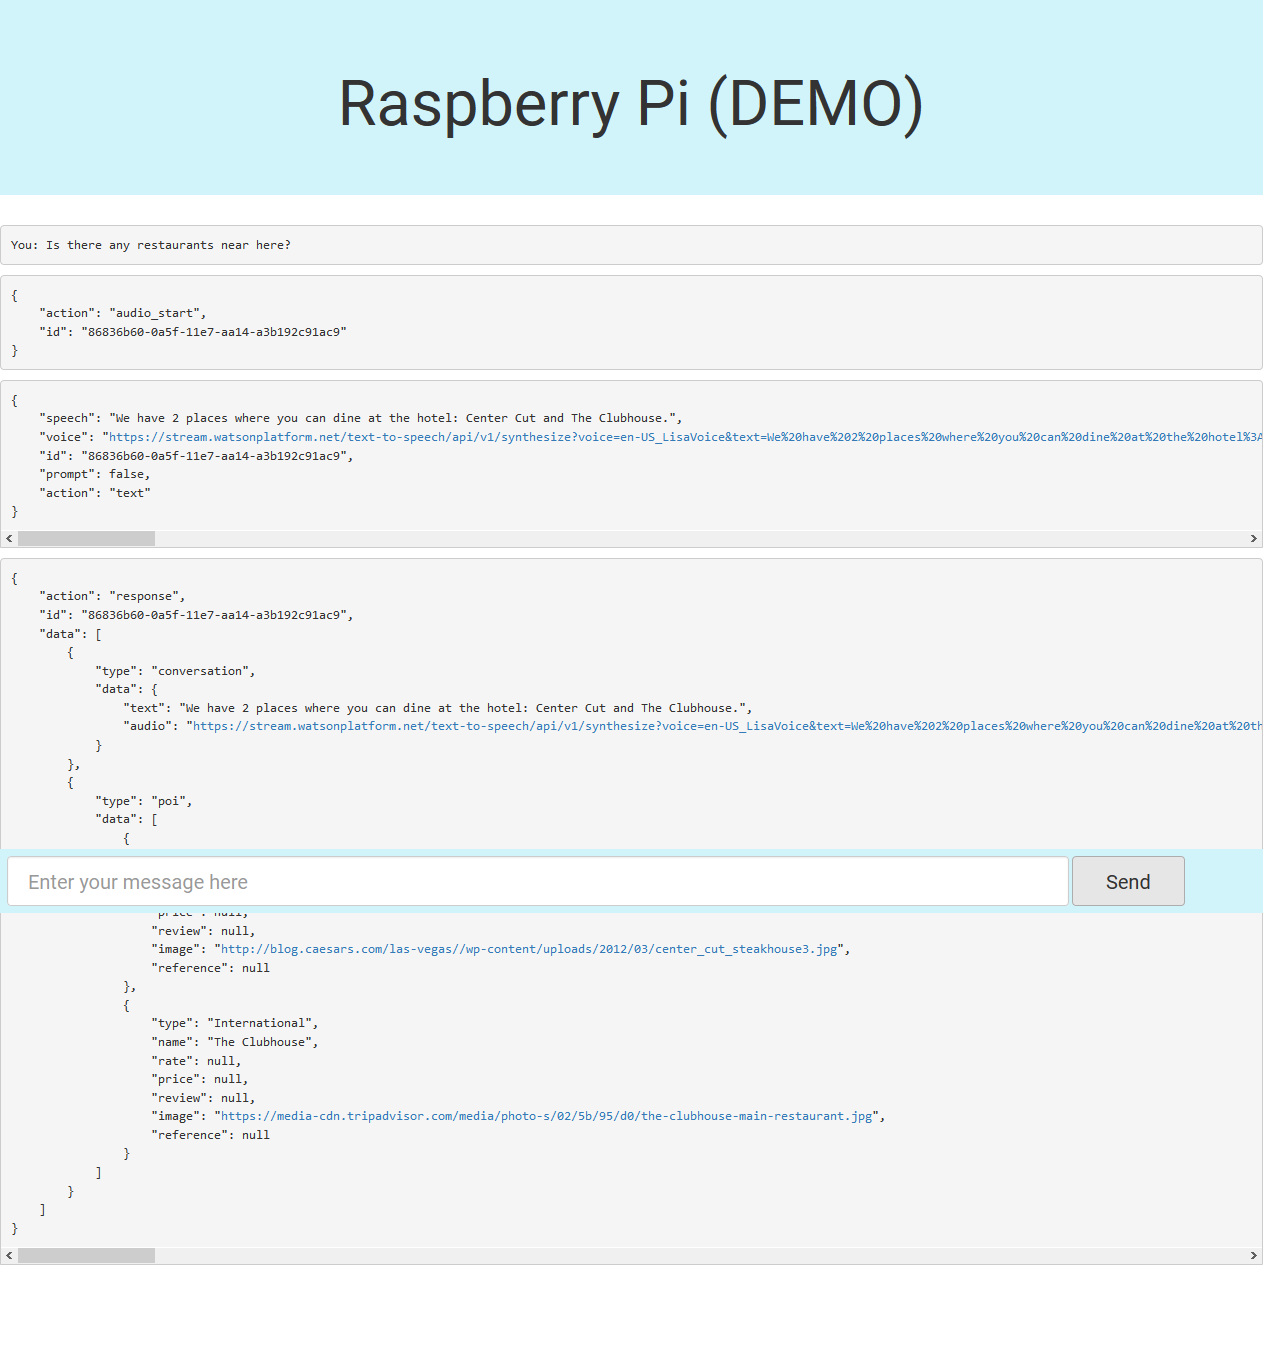 Raspberry Pi (DEMO)
You: Is there any restaurants near here?
{
    "action": "audio_start",
    "id": "86836b60-0a5f-11e7-aa14-a3b192c91ac9"
}
{
    "speech": "We have 2 places where you can dine at the hotel: Center Cut and The Clubhouse.",
    "voice": "https://stream.watsonplatform.net/text-to-speech/api/v1/synthesize?voice=en-US_LisaVoice&text=We%20have%202%20places%20where%20you%20can%20dine%20at%20the%20hotel%3A
    "id": "86836b60-0a5f-11e7-aa14-a3b192c91ac9",
    "prompt": false,
    "action": "text"
}
{
    "action": "response",
    "id": "86836b60-0a5f-11e7-aa14-a3b192c91ac9",
    "data": [
        {
            "type": "conversation",
            "data": {
                "text": "We have 2 places where you can dine at the hotel: Center Cut and The Clubhouse.",
                "audio": "https://stream.watsonplatform.net/text-to-speech/api/v1/synthesize?voice=en-US_LisaVoice&text=We%20have%202%20places%20where%20you%20can%20dine%20at%20th
            }
        },
        {
            "type": "poi",
            "data": [
                {
Enter your message here Send
                    "price": null,
                    "review": null,
                    "image": "http://blog.caesars.com/las-vegas//wp-content/uploads/2012/03/center_cut_steakhouse3.jpg",
                    "reference": null
                },
                {
                    "type": "International",
                    "name": "The Clubhouse",
                    "rate": null,
                    "price": null,
                    "review": null,
                    "image": "https://media-cdn.tripadvisor.com/media/photo-s/02/5b/95/d0/the-clubhouse-main-restaurant.jpg",
                    "reference": null
                }
            ]
        }
    ]
}